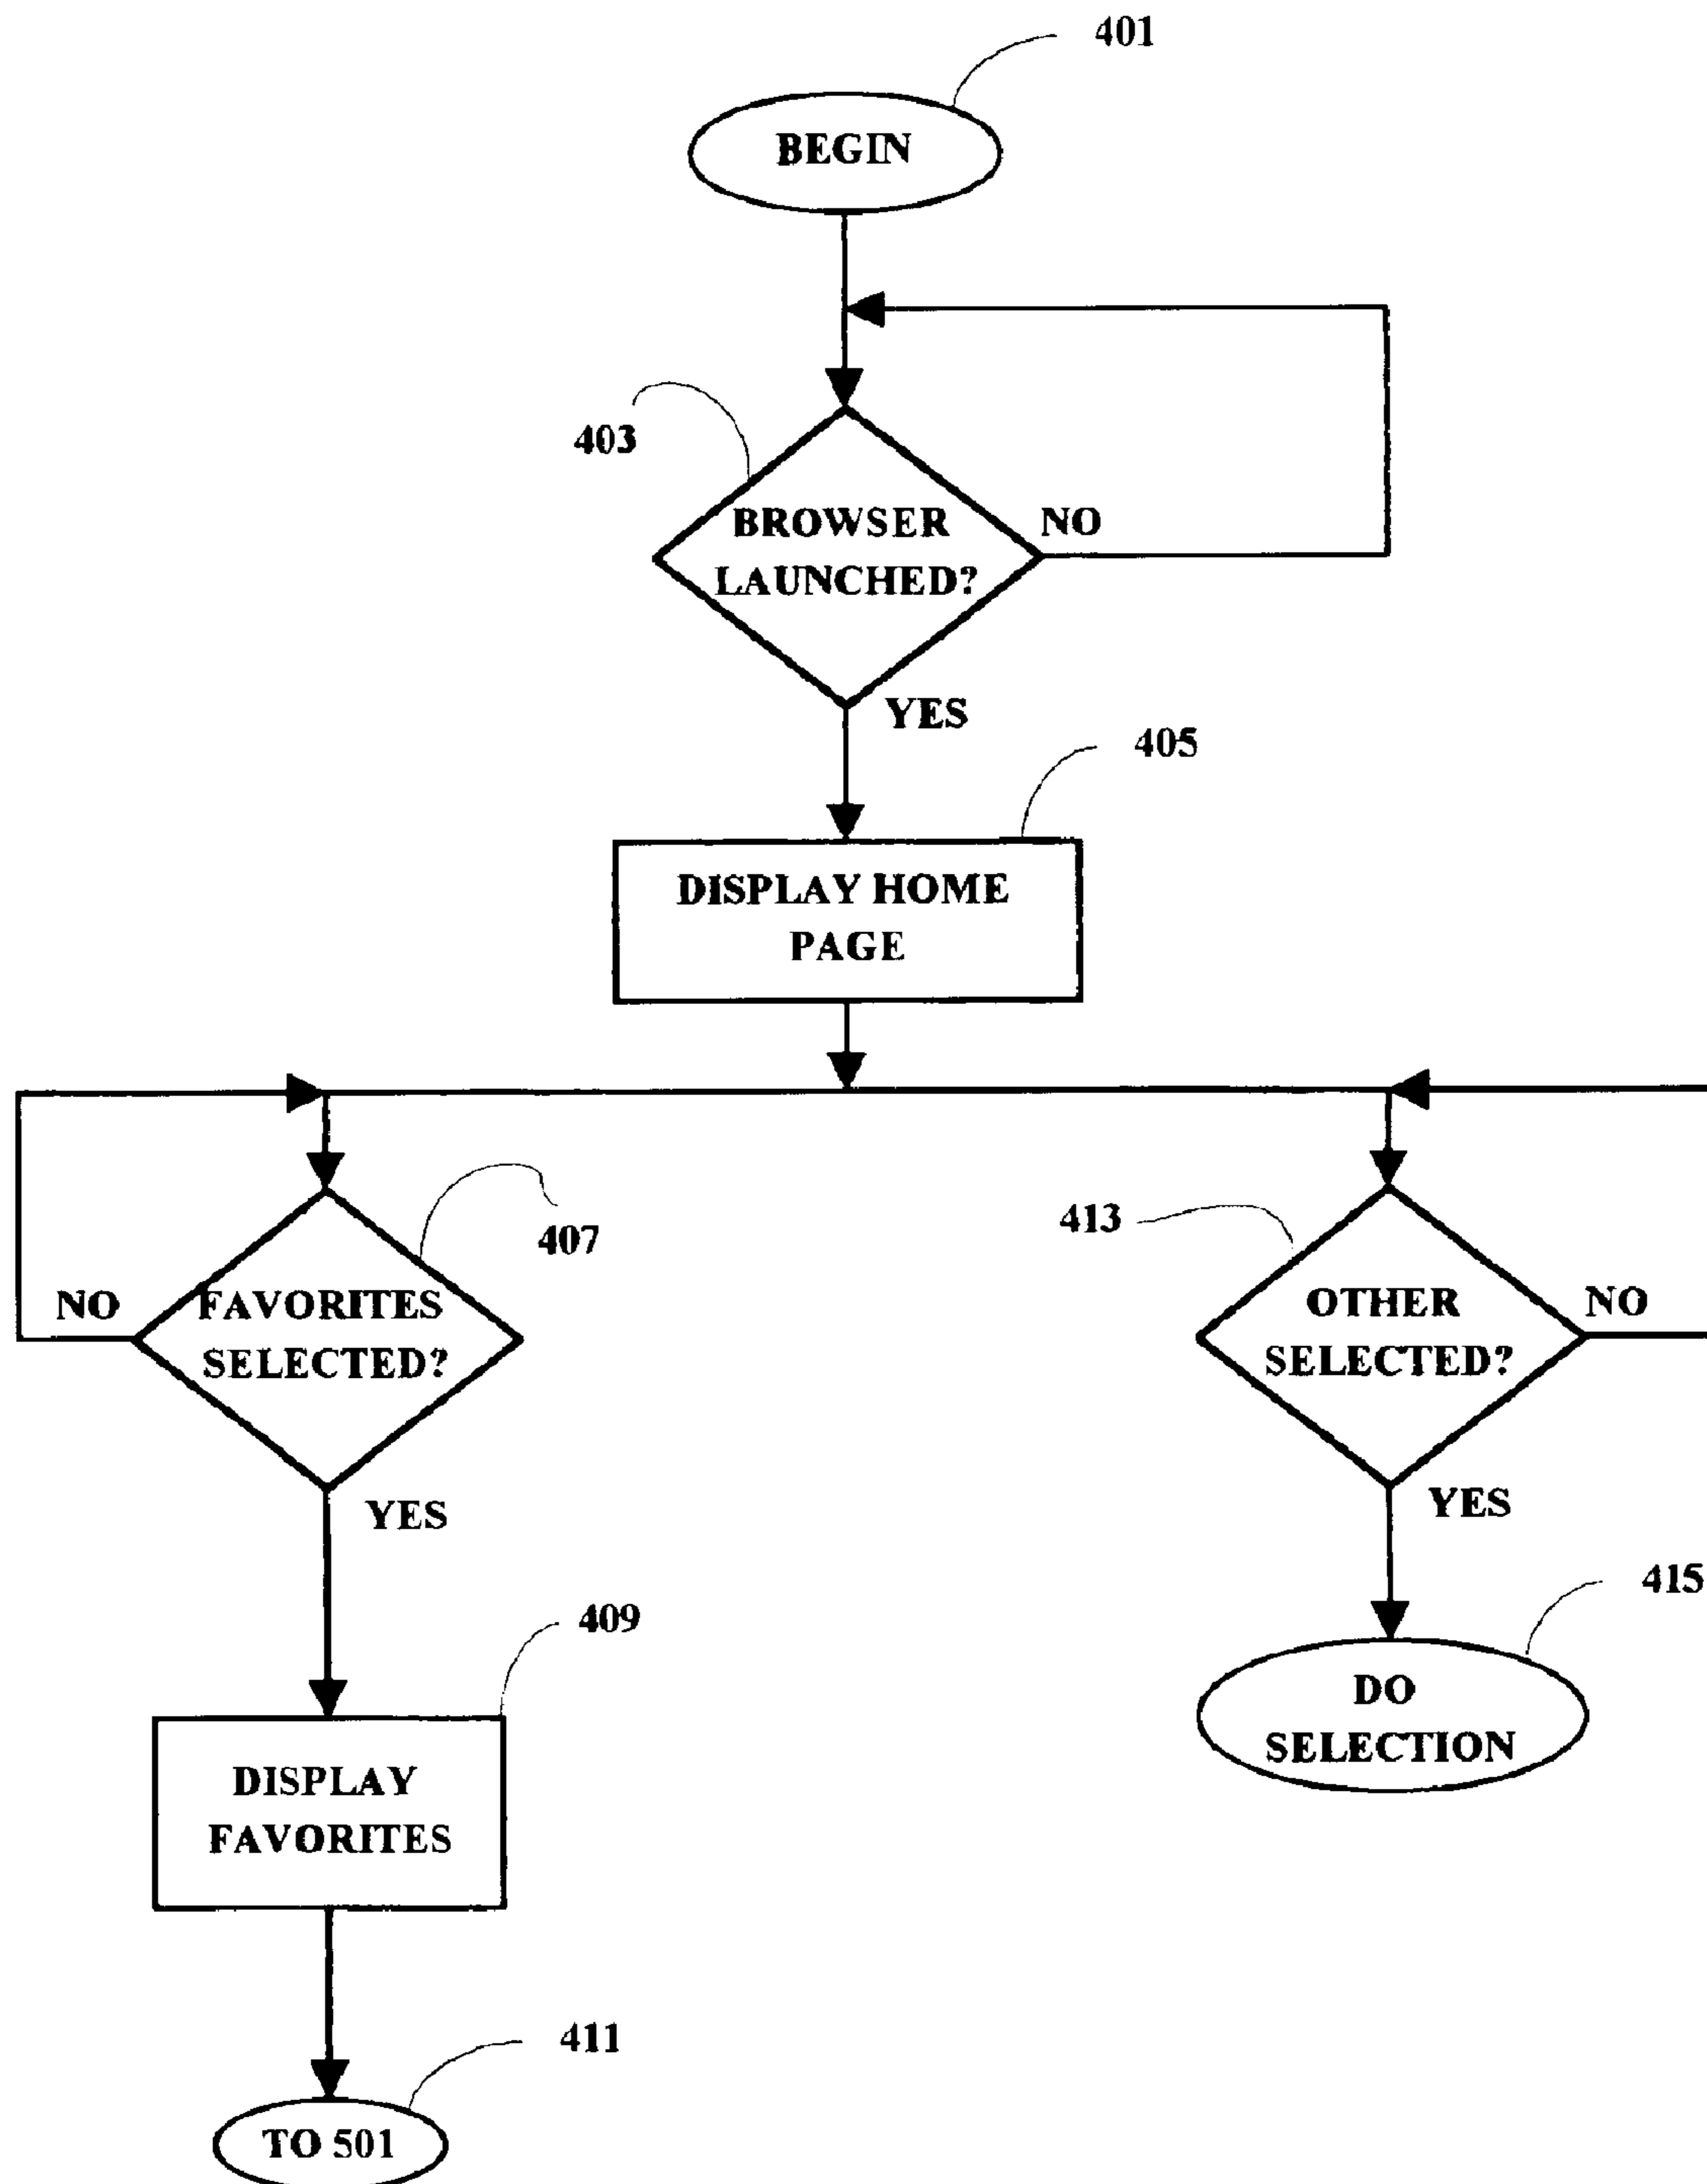 401
BEGIN
403
BROWSER
LAUNCHED?
NO
YES
405
DISPLAY HOME
PAGE
407
NO
FAVORITES
SELECTED?
YES
409
DISPLAY
FAVORITES
411
TO 501
413
OTHER
SELECTED?
NO
YES
415
DO
SELECTION